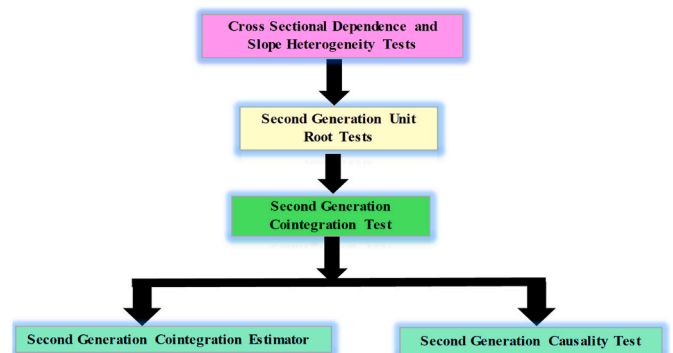 Cross Sectional Dependence and
Slope Heterogeneity Tests
Second Generation Unit
Root Tests
Second Generation
Cointegration Test
Second Generation Cointegration Estimator
Second Generation Causality Test